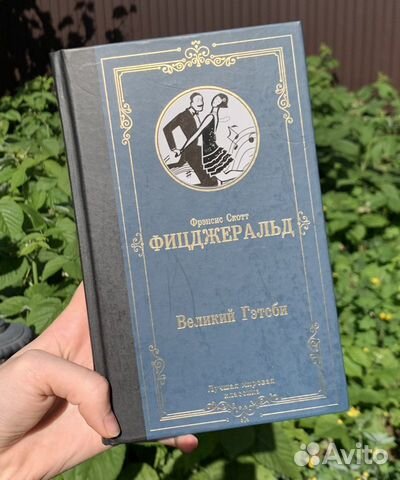 Фрэнсис Скотт
ФИЦДЖЕРАЛЬД
Великий Гэтсби
Лучшая мировая
классика
Avito